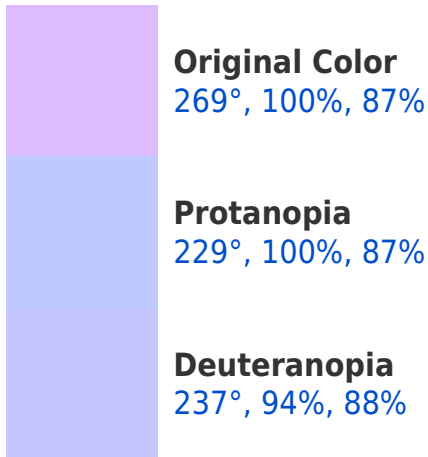 Original Color
269°, 100%, 87%
Protanopia
229°, 100%, 87%
Deuteranopia
237°, 94%, 88%